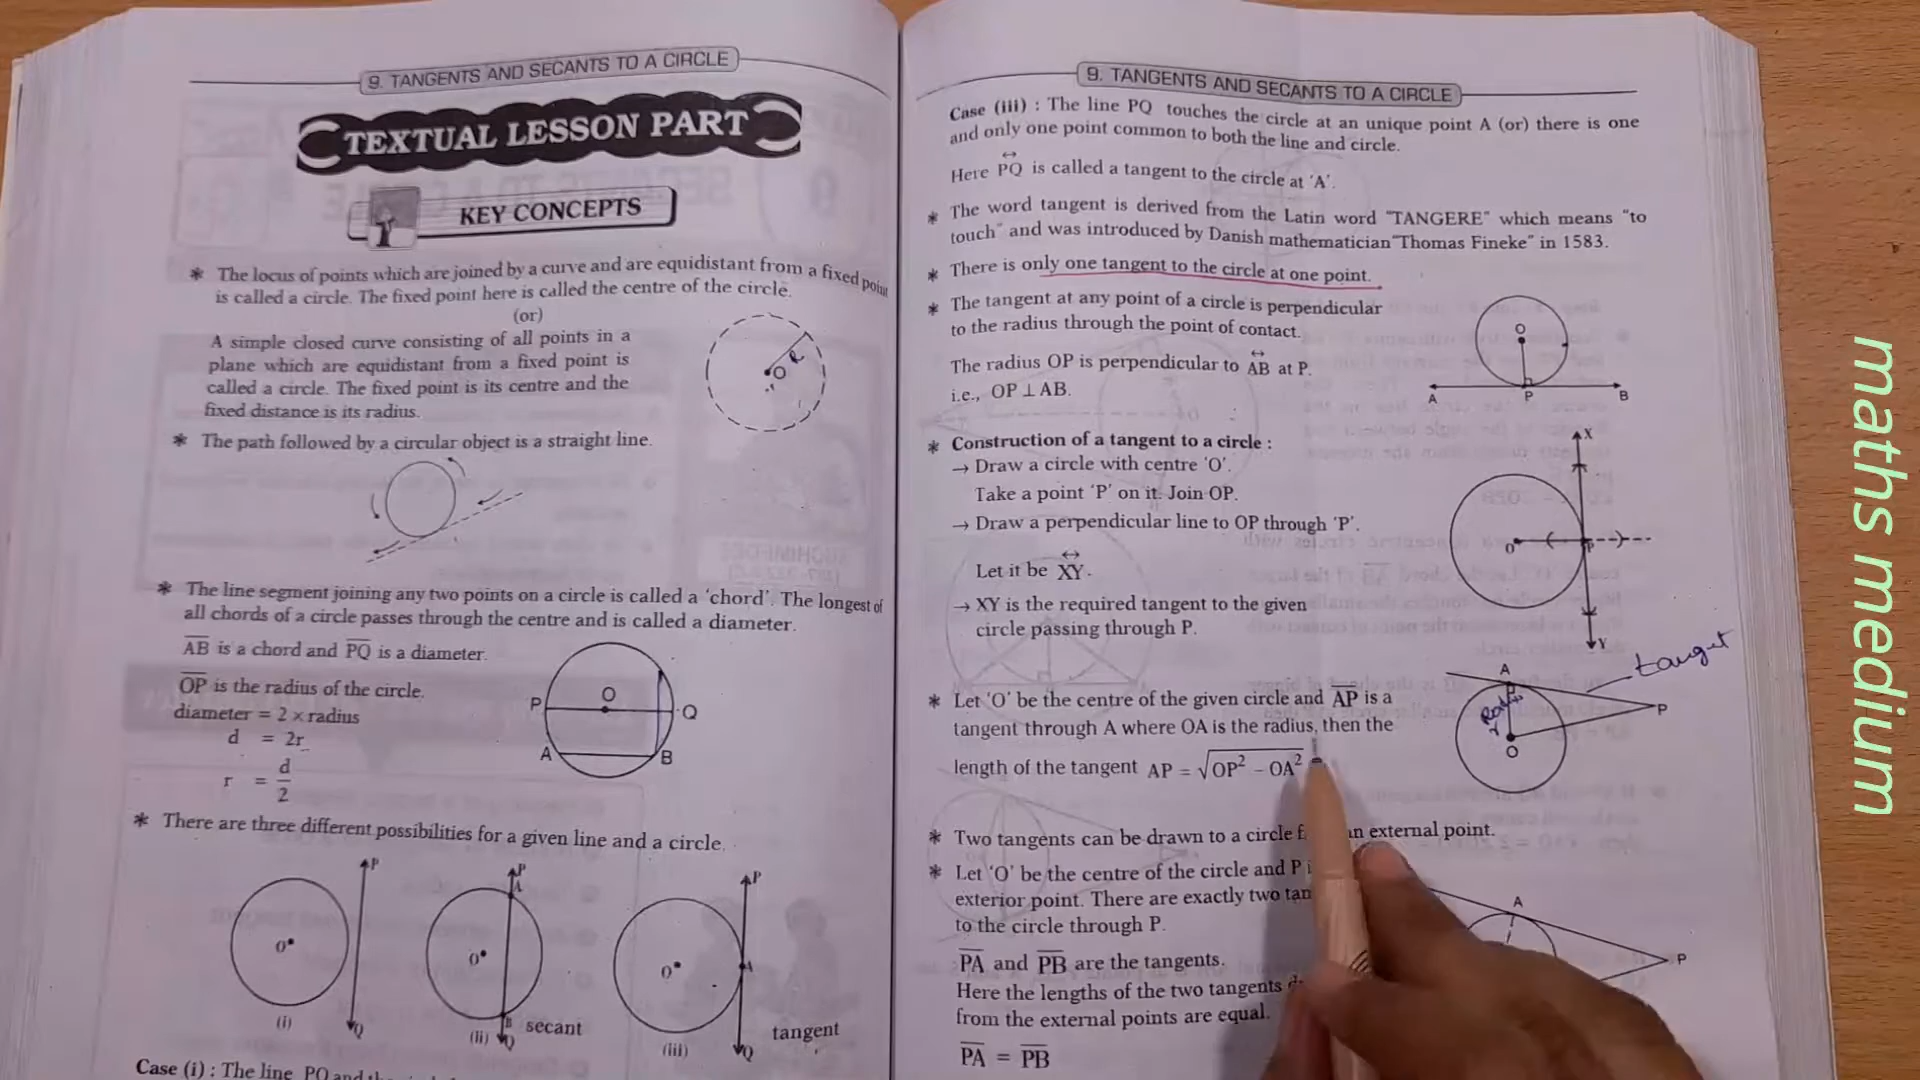 9. TANGENTS AND SECANTS TO A CIRCLE
TEXTUAL LESSON PART
KEY CONCEPTS
* The locus of points which are joined by a curve and are equidistant from a fixed point
is called a circle. The fixed point here is called the centre of the circle.
(or)
A simple closed curve consisting of all points in a
plane which are equidistant from a fixed point is
called a circle. The fixed point is its centre and the
fixed distance is its radius.
O R
* The path followed by a circular object is a straight line.
* The line segment joining any two points on a circle is called a 'chord'. The longest of
all chords of a circle passes through the centre and is called a diameter.
A̅B̅ is a chord and P̅Q̅ is a diameter.
O̅P̅ is the radius of the circle.
diameter = 2 × radius
d = 2r
r = d/2
P O Q
A B
* There are three different possibilities for a given line and a circle.
P P A P
O O O A
(i) Q (ii) B Q secant (iii) Q tangent
Case (i) : The line PQ and the
9. TANGENTS AND SECANTS TO A CIRCLE
Case (iii) : The line PQ touches the circle at an unique point A (or) there is one
and only one point common to both the line and circle.
Here ↔PQ is called a tangent to the circle at 'A'.
* The word tangent is derived from the Latin word "TANGERE" which means "to
touch" and was introduced by Danish mathematician "Thomas Fineke" in 1583.
* There is only one tangent to the circle at one point.
* The tangent at any point of a circle is perpendicular
to the radius through the point of contact.
The radius OP is perpendicular to ↔AB at P.
i.e., OP ⊥ AB.
O
A P B
* Construction of a tangent to a circle :
→ Draw a circle with centre 'O'.
Take a point 'P' on it. Join OP.
→ Draw a perpendicular line to OP through 'P'.
Let it be ↔XY.
→ XY is the required tangent to the given
circle passing through P.
X
O P
Y
* Let 'O' be the centre of the given circle and A̅P̅ is a
tangent through A where OA is the radius, then the
length of the tangent AP = √(OP² − OA²)
tangent
A
P
O
* Two tangents can be drawn to a circle f an external point.
* Let 'O' be the centre of the circle and P i
exterior point. There are exactly two tan
to the circle through P.
P̅A̅ and P̅B̅ are the tangents.
Here the lengths of the two tangents
from the external points are equal.
P̅A̅ = P̅B̅
A
P
maths medium